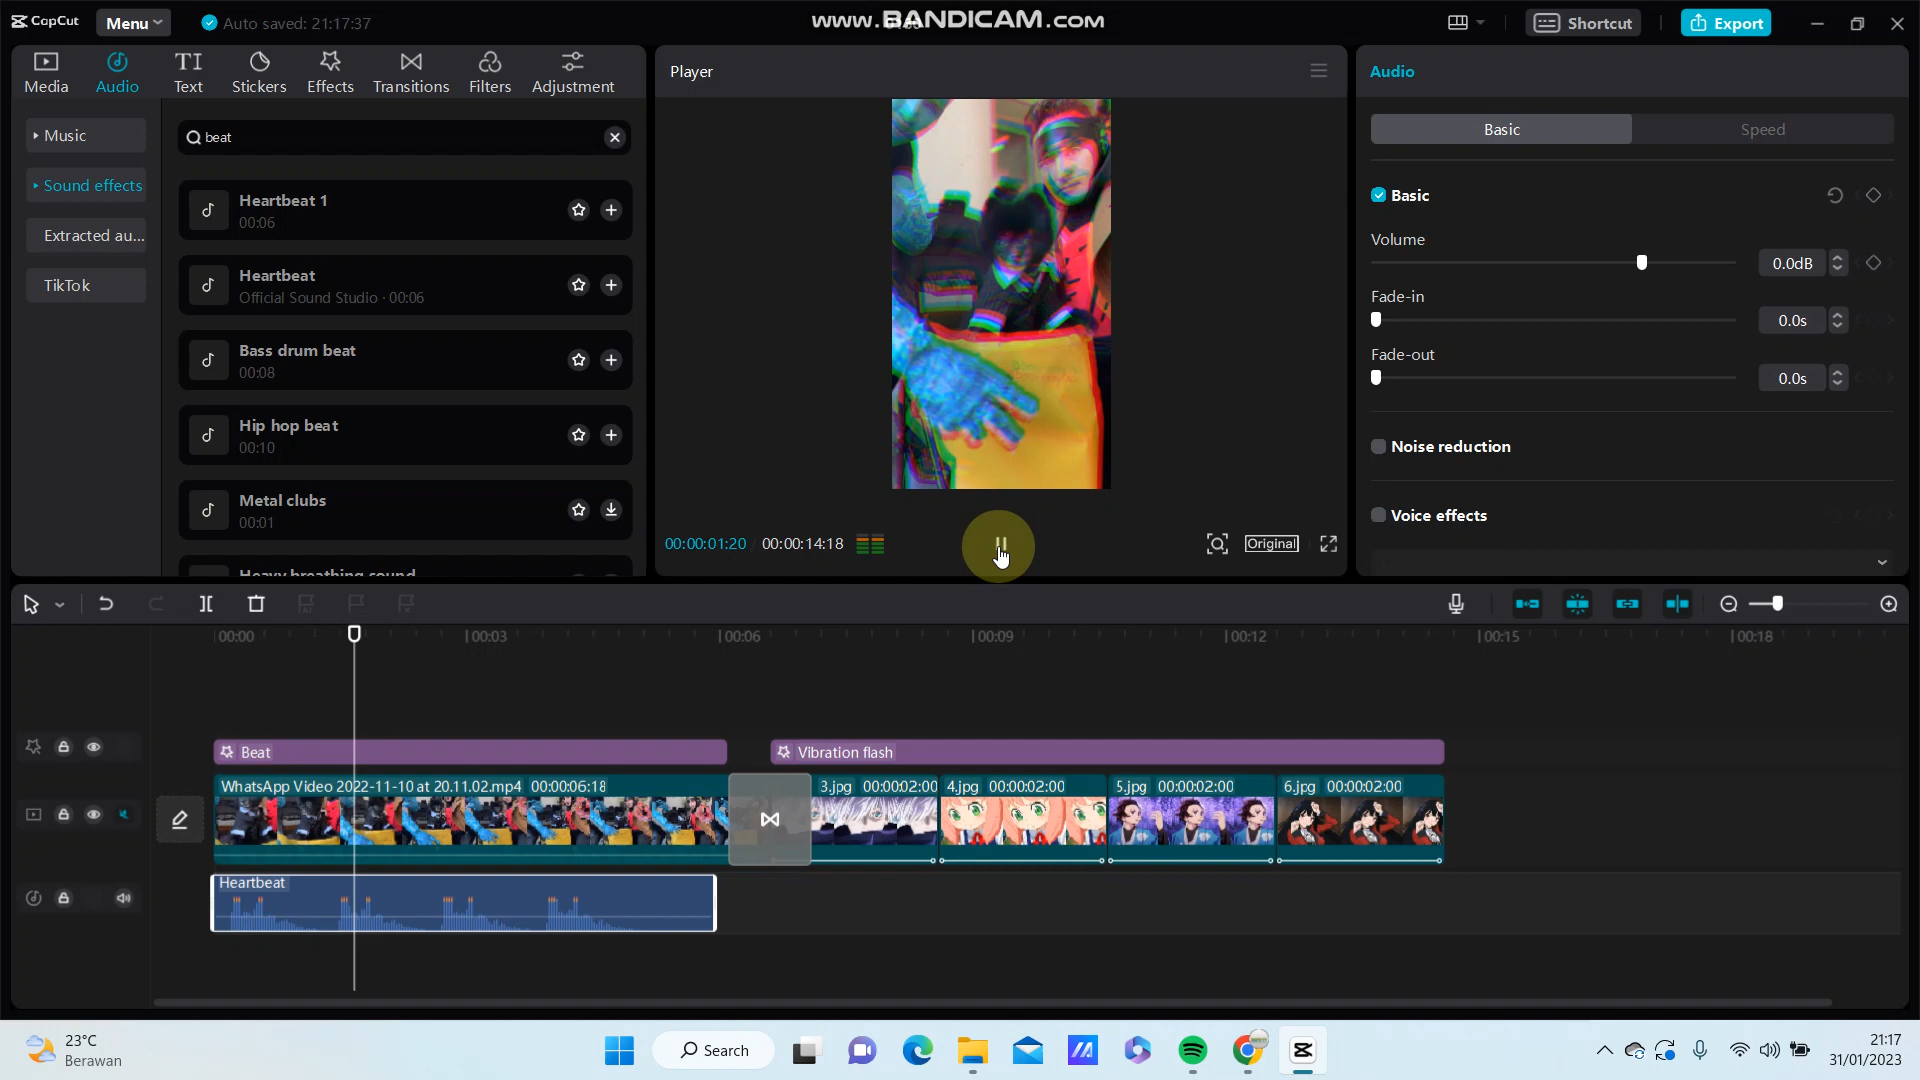 CapCut
Menu
Auto saved: 21:17:37
www.BANDICAM.com
Shortcut
Export
Media
Audio
Text
Stickers
Effects
Transitions
Filters
Adjustment
Player
Audio
Music
Sound effects
Extracted au...
TikTok
beat
Heartbeat 1
00:06
Heartbeat
Official Sound Studio · 00:06
Bass drum beat
00:08
Hip hop beat
00:10
Metal clubs
00:01
Heavy breathing sound
00:00:01:20
00:00:14:18
Original
Basic
Speed
Basic
Volume
0.0dB
Fade-in
0.0s
Fade-out
0.0s
Noise reduction
Voice effects
00:00
00:03
00:06
00:09
00:12
00:15
00:18
Beat
Vibration flash
WhatsApp Video 2022-11-10 at 20.11.02.mp4 00:00:06:18
3.jpg 00:00:02:00
4.jpg 00:00:02:00
5.jpg 00:00:02:00
6.jpg 00:00:02:00
Heartbeat
23°C
Berawan
Search
21:17
31/01/2023